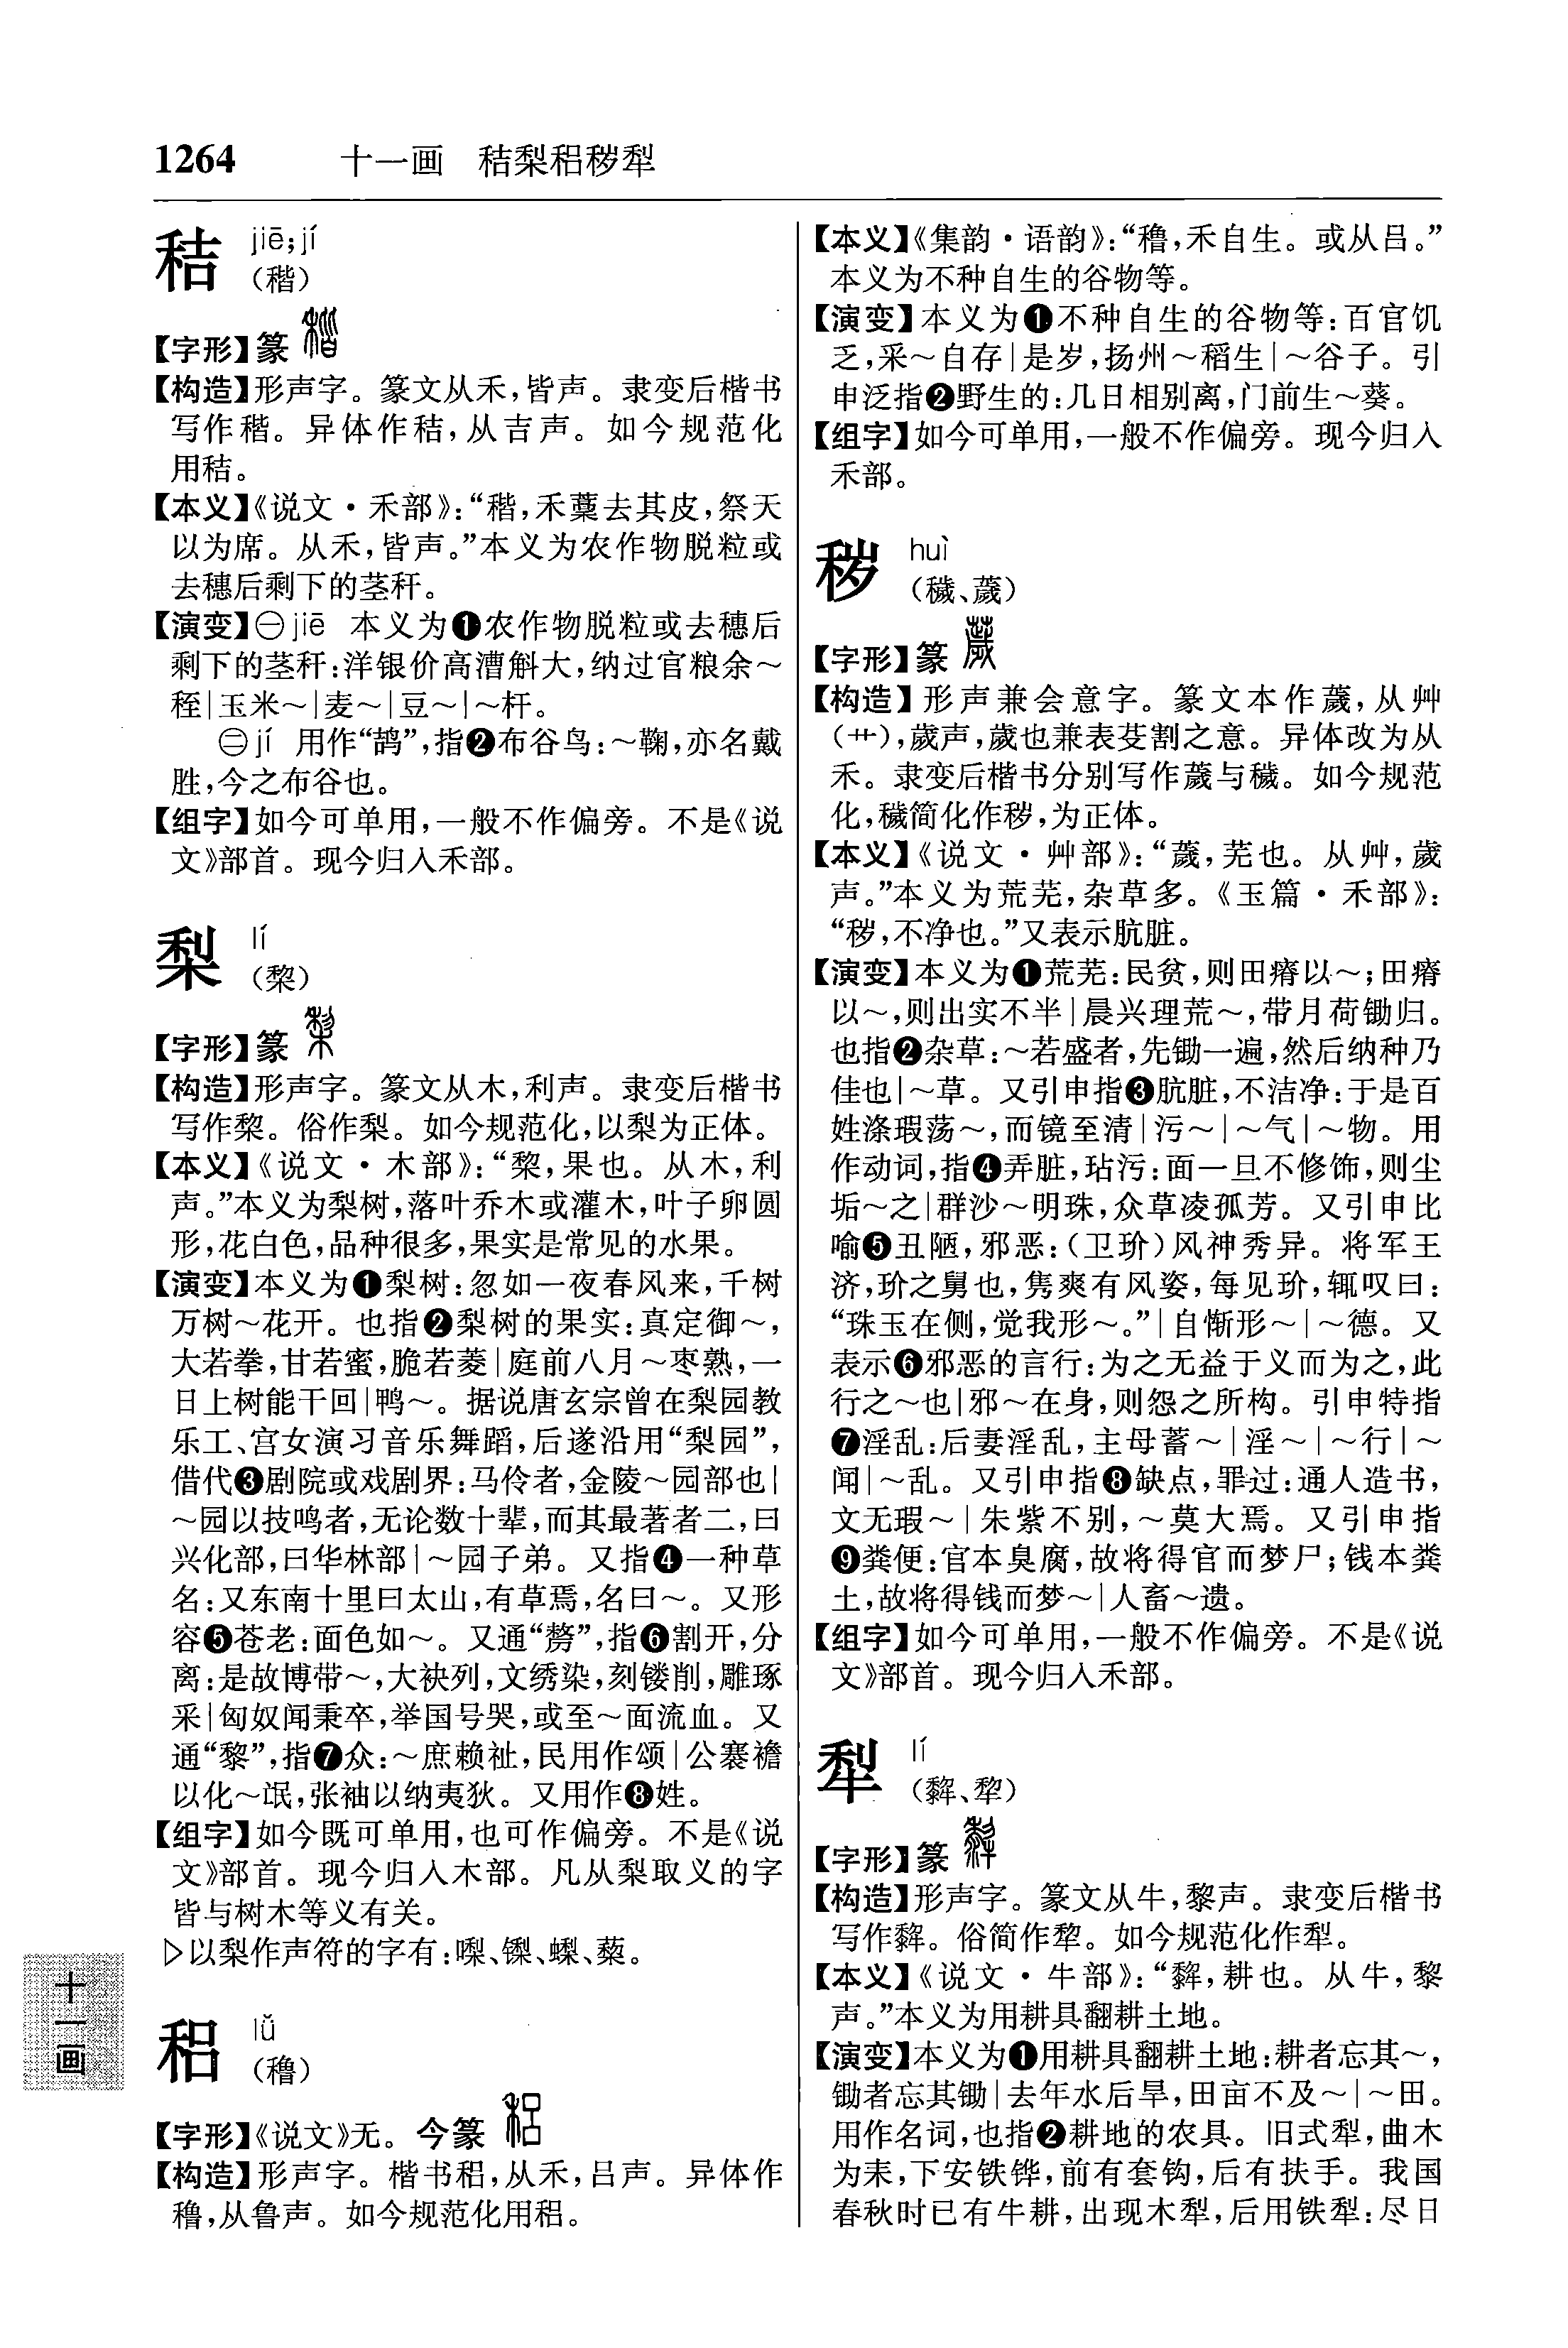 1264 十一画 秸梨稆秽犁
秸 jiē;jí
(稭)
【字形】篆
【构造】形声字。篆文从禾,皆声。隶变后楷书
写作稭。异体作秸,从吉声。如今规范化
用秸。
【本义】《说文·禾部》:“稭,禾藁去其皮,祭天
以为席。从禾,皆声。”本义为农作物脱粒或
去穗后剩下的茎秆。
【演变】㊀jiē 本义为❶农作物脱粒或去穗后
剩下的茎秆:洋银价高漕斛大,纳过官粮余~
秷|玉米~|麦~|豆~|~杆。
㊁jí 用作“鹄”,指❷布谷鸟:~鞠,亦名戴
胜,今之布谷也。
【组字】如今可单用,一般不作偏旁。不是《说
文》部首。现今归入禾部。
梨 lí
(棃)
【字形】篆
【构造】形声字。篆文从木,利声。隶变后楷书
写作棃。俗作梨。如今规范化,以梨为正体。
【本义】《说文·木部》:“棃,果也。从木,利
声。”本义为梨树,落叶乔木或灌木,叶子卵圆
形,花白色,品种很多,果实是常见的水果。
【演变】本义为❶梨树:忽如一夜春风来,千树
万树~花开。也指❷梨树的果实:真定御~,
大若拳,甘若蜜,脆若菱|庭前八月~枣熟,一
日上树能千回|鸭~。据说唐玄宗曾在梨园教
乐工、宫女演习音乐舞蹈,后遂沿用“梨园”,
借代❸剧院或戏剧界:马伶者,金陵~园部也|
~园以技鸣者,无论数十辈,而其最著者二,曰
兴化部,曰华林部|~园子弟。又指❹一种草
名:又东南十里曰太山,有草焉,名曰~。又形
容❺苍老:面色如~。又通“剺”,指❻割开,分
离:是故博带~,大袂列,文绣染,刻镂削,雕琢
采|匈奴闻秉卒,举国号哭,或至~面流血。又
通“黎”,指❼众:~庶赖祉,民用作颂|公褰襜
以化~氓,张袖以纳夷狄。又用作❽姓。
【组字】如今既可单用,也可作偏旁。不是《说
文》部首。现今归入木部。凡从梨取义的字
皆与树木等义有关。
▷以梨作声符的字有:㗚、䥶、蟍、蔾。
稆 lǚ
(穭)
【字形】《说文》无。今篆
【构造】形声字。楷书稆,从禾,吕声。异体作
穭,从鲁声。如今规范化用稆。
【本义】《集韵·语韵》:“穭,禾自生。或从吕。”
本义为不种自生的谷物等。
【演变】本义为❶不种自生的谷物等:百官饥
乏,采~自存|是岁,扬州~稻生|~谷子。引
申泛指❷野生的:几日相别离,门前生~葵。
【组字】如今可单用,一般不作偏旁。现今归入
禾部。
秽 huì
(穢、薉)
【字形】篆
【构造】形声兼会意字。篆文本作薉,从艸
(艹),歲声,歲也兼表芟割之意。异体改为从
禾。隶变后楷书分别写作薉与穢。如今规范
化,穢简化作秽,为正体。
【本义】《说文·艸部》:“薉,芜也。从艸,歲
声。”本义为荒芜,杂草多。《玉篇·禾部》:
“秽,不净也。”又表示肮脏。
【演变】本义为❶荒芜:民贫,则田瘠以~;田瘠
以~,则出实不半|晨兴理荒~,带月荷锄归。
也指❷杂草:~若盛者,先锄一遍,然后纳种乃
佳也|~草。又引申指❸肮脏,不洁净:于是百
姓涤瑕荡~,而镜至清|污~|~气|~物。用
作动词,指❹弄脏,玷污:面一旦不修饰,则尘
垢~之|群沙~明珠,众草凌孤芳。又引申比
喻❺丑陋,邪恶:(卫玠)风神秀异。将军王
济,玠之舅也,隽爽有风姿,每见玠,辄叹曰:
“珠玉在侧,觉我形~。”|自惭形~|~德。又
表示❻邪恶的言行:为之无益于义而为之,此
行之~也|邪~在身,则怨之所构。引申特指
❼淫乱:后妻淫乱,主母蓄~|淫~|~行|~
闻|~乱。又引申指❽缺点,罪过:通人造书,
文无瑕~|朱紫不别,~莫大焉。又引申指
❾粪便:官本臭腐,故将得官而梦尸;钱本粪
土,故将得钱而梦~|人畜~遗。
【组字】如今可单用,一般不作偏旁。不是《说
文》部首。现今归入禾部。
犁 lí
(犂、犂)
【字形】篆
【构造】形声字。篆文从牛,黎声。隶变后楷书
写作𤛿。俗简作犂。如今规范化作犁。
【本义】《说文·牛部》:“𤛿,耕也。从牛,黎
声。”本义为用耕具翻耕土地。
【演变】本义为❶用耕具翻耕土地:耕者忘其~,
锄者忘其锄|去年水后旱,田亩不及~|~田。
用作名词,也指❷耕地的农具。旧式犁,曲木
为耒,下安铁铧,前有套钩,后有扶手。我国
春秋时已有牛耕,出现木犁,后用铁犁:尽日
十一画